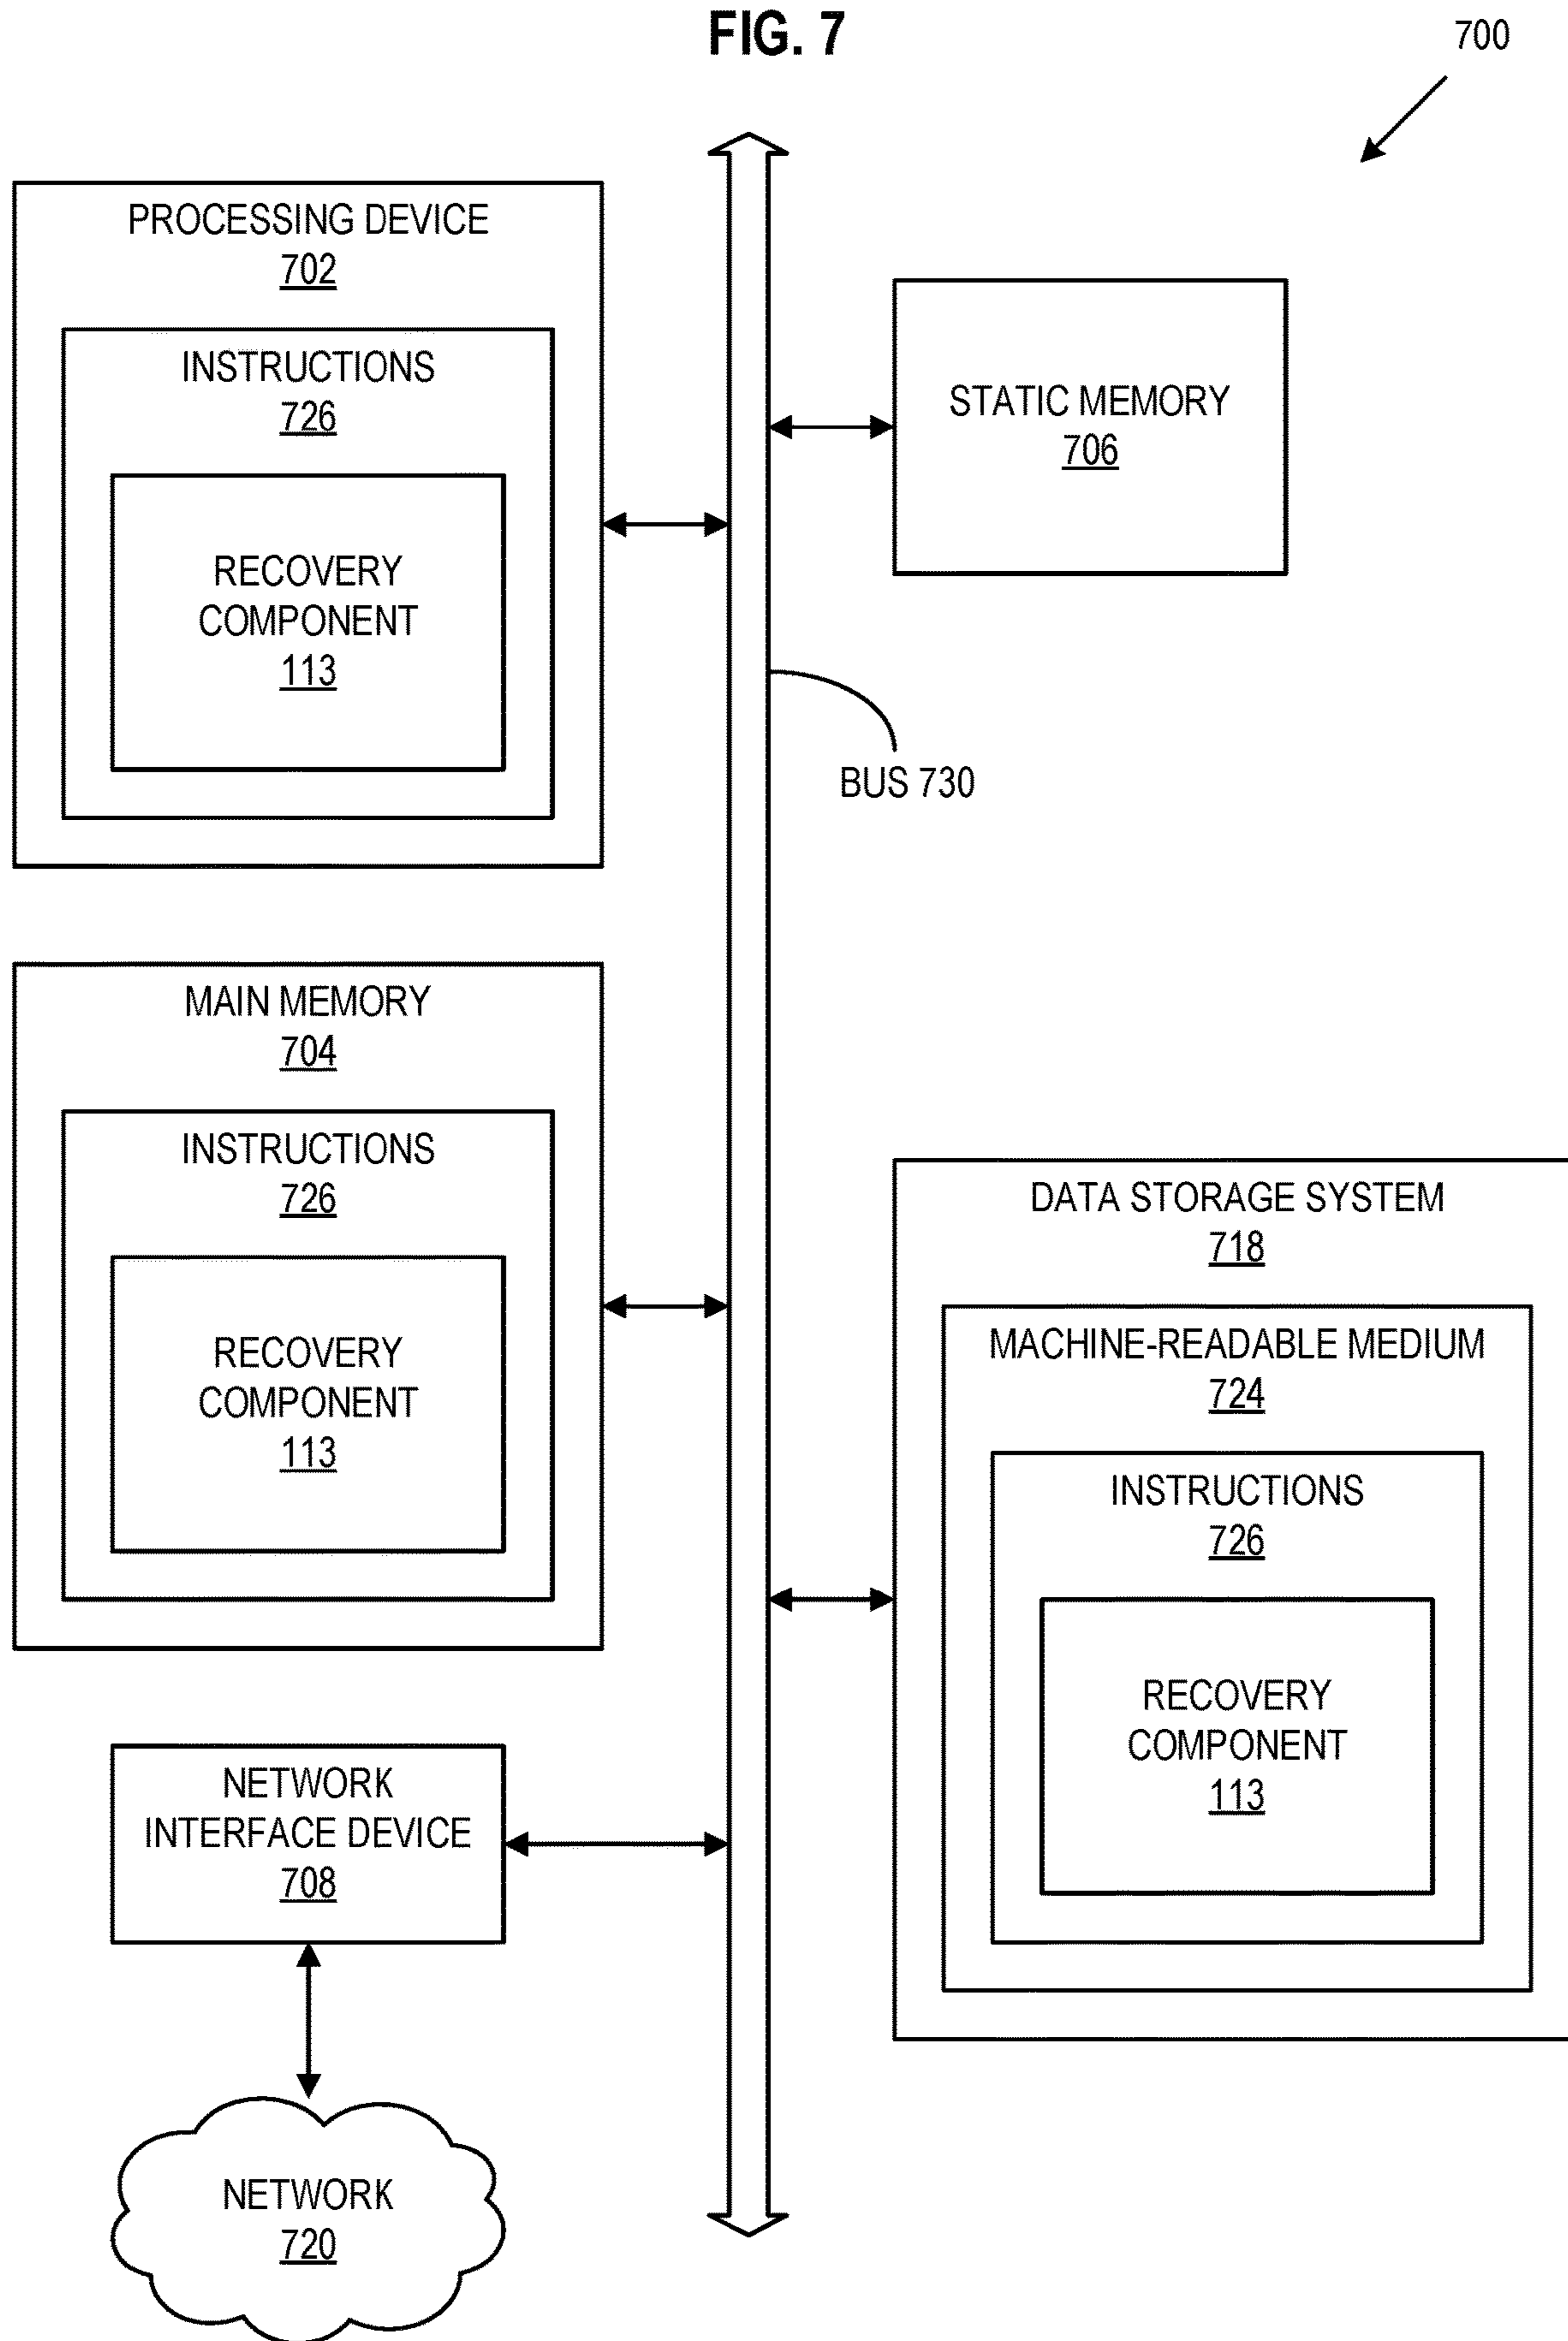 FIG. 7
700
PROCESSING DEVICE
702
INSTRUCTIONS
726
RECOVERY
COMPONENT
113
STATIC MEMORY
706
BUS 730
MAIN MEMORY
704
INSTRUCTIONS
726
RECOVERY
COMPONENT
113
DATA STORAGE SYSTEM
718
MACHINE-READABLE MEDIUM
724
INSTRUCTIONS
726
RECOVERY
COMPONENT
113
NETWORK
INTERFACE DEVICE
708
NETWORK
720